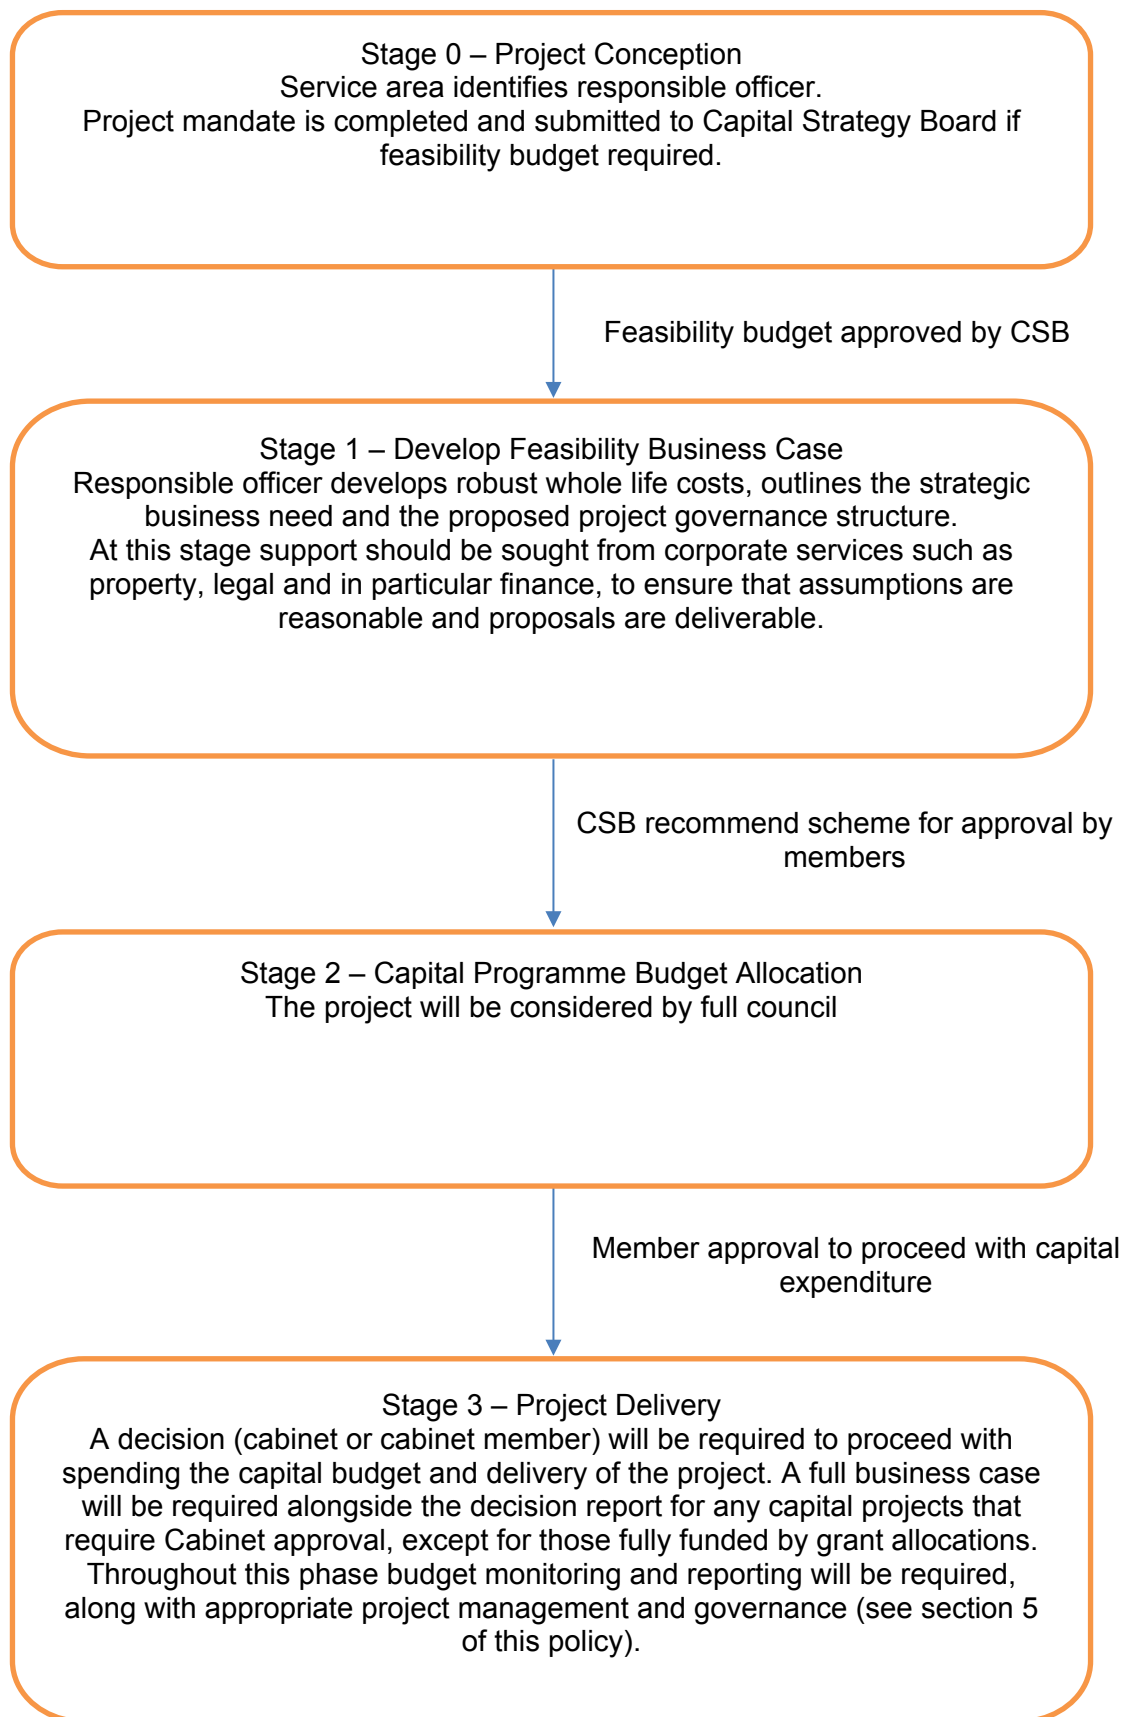 Stage 0 – Project Conception
Service area identifies responsible officer.
Project mandate is completed and submitted to Capital Strategy Board if
feasibility budget required.
Feasibility budget approved by CSB
Stage 1 – Develop Feasibility Business Case
Responsible officer develops robust whole life costs, outlines the strategic
business need and the proposed project governance structure.
At this stage support should be sought from corporate services such as
property, legal and in particular finance, to ensure that assumptions are
reasonable and proposals are deliverable.
CSB recommend scheme for approval by
members
Stage 2 – Capital Programme Budget Allocation
The project will be considered by full council
Member approval to proceed with capital
expenditure
Stage 3 – Project Delivery
A decision (cabinet or cabinet member) will be required to proceed with
spending the capital budget and delivery of the project. A full business case
will be required alongside the decision report for any capital projects that
require Cabinet approval, except for those fully funded by grant allocations.
Throughout this phase budget monitoring and reporting will be required,
along with appropriate project management and governance (see section 5
of this policy).